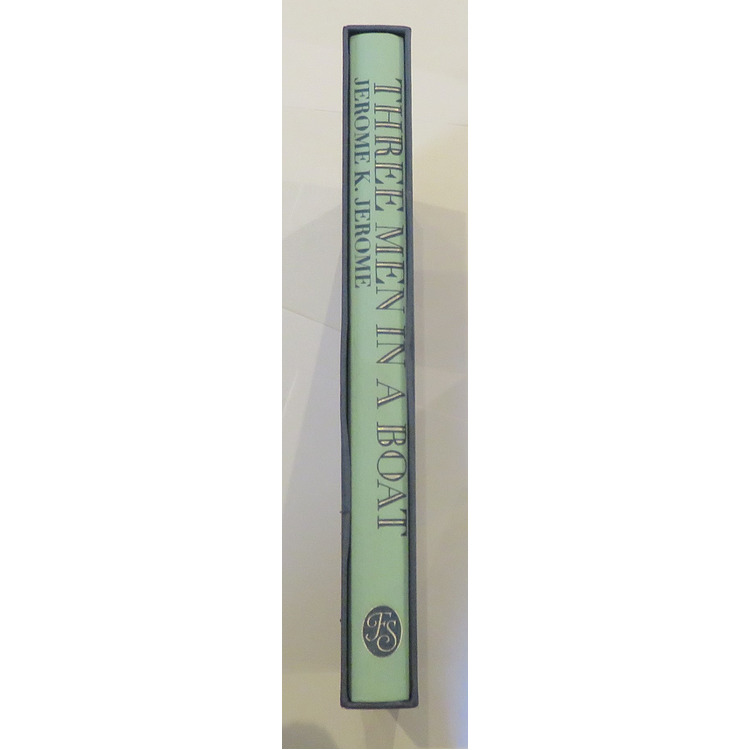 THREE MEN IN A BOAT
JEROME K. JEROME
FS